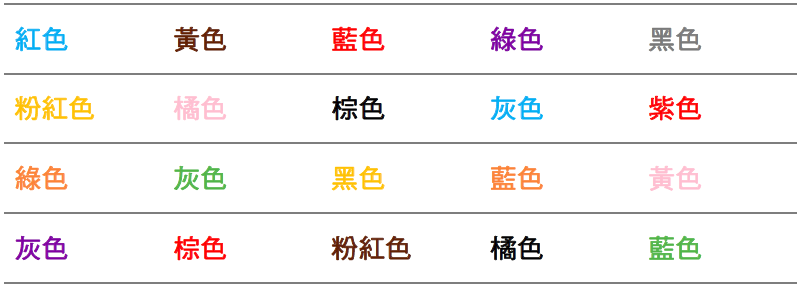 紅色 黃色 藍色 綠色 黑色
粉紅色 橘色 棕色 灰色 紫色
綠色 灰色 黑色 藍色 黃色
灰色 棕色 粉紅色 橘色 藍色